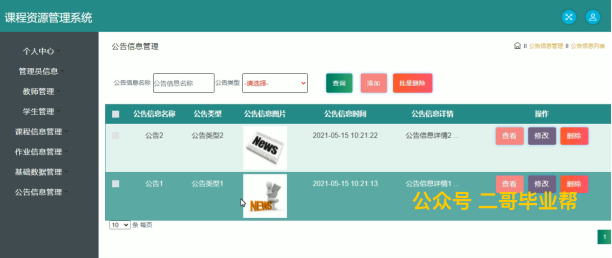 课程资源管理系统
个人中心
管理员信息
教师管理
学生管理
课程信息管理
作业信息管理
基础数据管理
公告信息管理
公告信息管理
公告信息管理 公告信息列表
公告信息名称 公告信息名称 公告类型 -请选择- 查询 添加 批量删除
公告信息名称 公告类型 公告信息图片 公告信息时间 公告信息详情 操作
公告2 公告类型2 News 2021-05-15 10:21:22 公告信息详情2 ... 查看 修改 删除
公告1 公告类型1 NEWS 2021-05-15 10:21:13 公告信息详情1 ... 查看 修改 删除
公众号 二哥毕业帮
10 条 每页
1